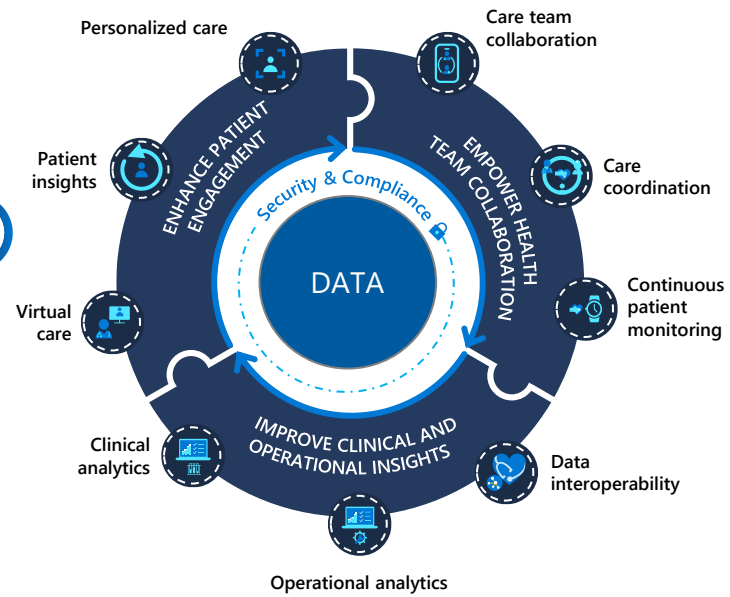 Personalized care
Care team
collaboration
Patient
insights
ENHANCE PATIENT
ENGAGEMENT
EMPOWER HEALTH
TEAM COLLABORATION
Care
coordination
Security & Compliance
DATA
Virtual
care
Continuous
patient
monitoring
IMPROVE CLINICAL AND
OPERATIONAL INSIGHTS
Clinical
analytics
Data
interoperability
Operational analytics